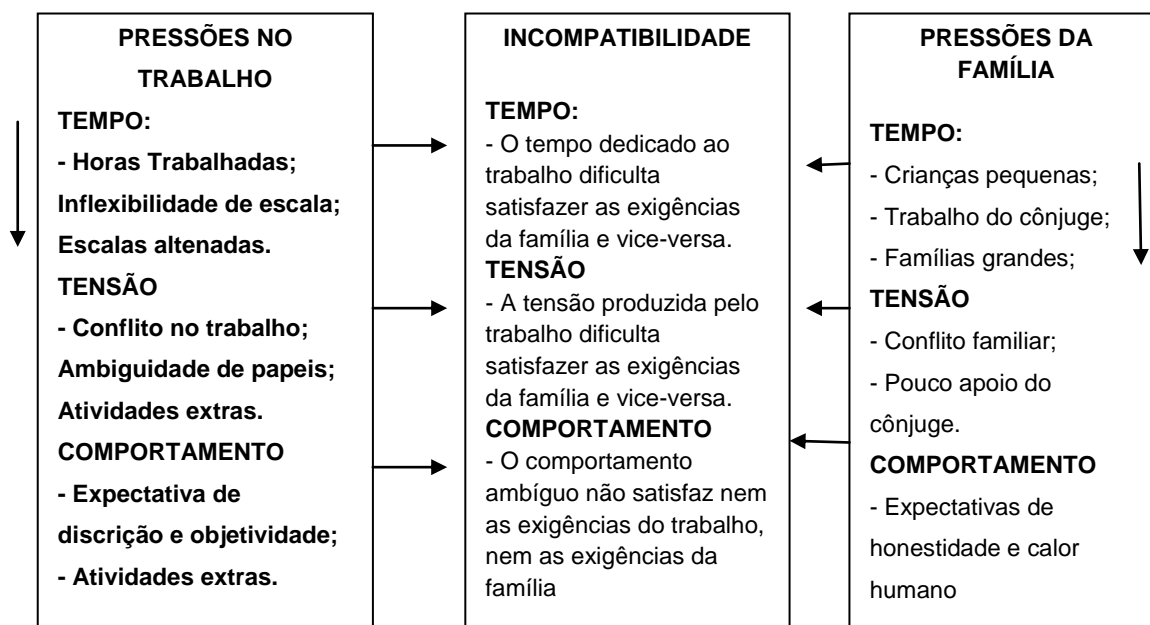 PRESSÕES NO
TRABALHO
TEMPO:
- Horas Trabalhadas;
Inflexibilidade de escala;
Escalas altenadas.
TENSÃO
- Conflito no trabalho;
Ambiguidade de papeis;
Atividades extras.
COMPORTAMENTO
- Expectativa de
discrição e objetividade;
- Atividades extras.
INCOMPATIBILIDADE
TEMPO:
- O tempo dedicado ao
trabalho dificulta
satisfazer as exigências
da família e vice-versa.
TENSÃO
- A tensão produzida pelo
trabalho dificulta
satisfazer as exigências
da família e vice-versa.
COMPORTAMENTO
- O comportamento
ambíguo não satisfaz nem
as exigências do trabalho,
nem as exigências da
família
PRESSÕES DA
FAMÍLIA
TEMPO:
- Crianças pequenas;
- Trabalho do cônjuge;
- Famílias grandes;
TENSÃO
- Conflito familiar;
- Pouco apoio do
cônjuge.
COMPORTAMENTO
- Expectativas de
honestidade e calor
humano